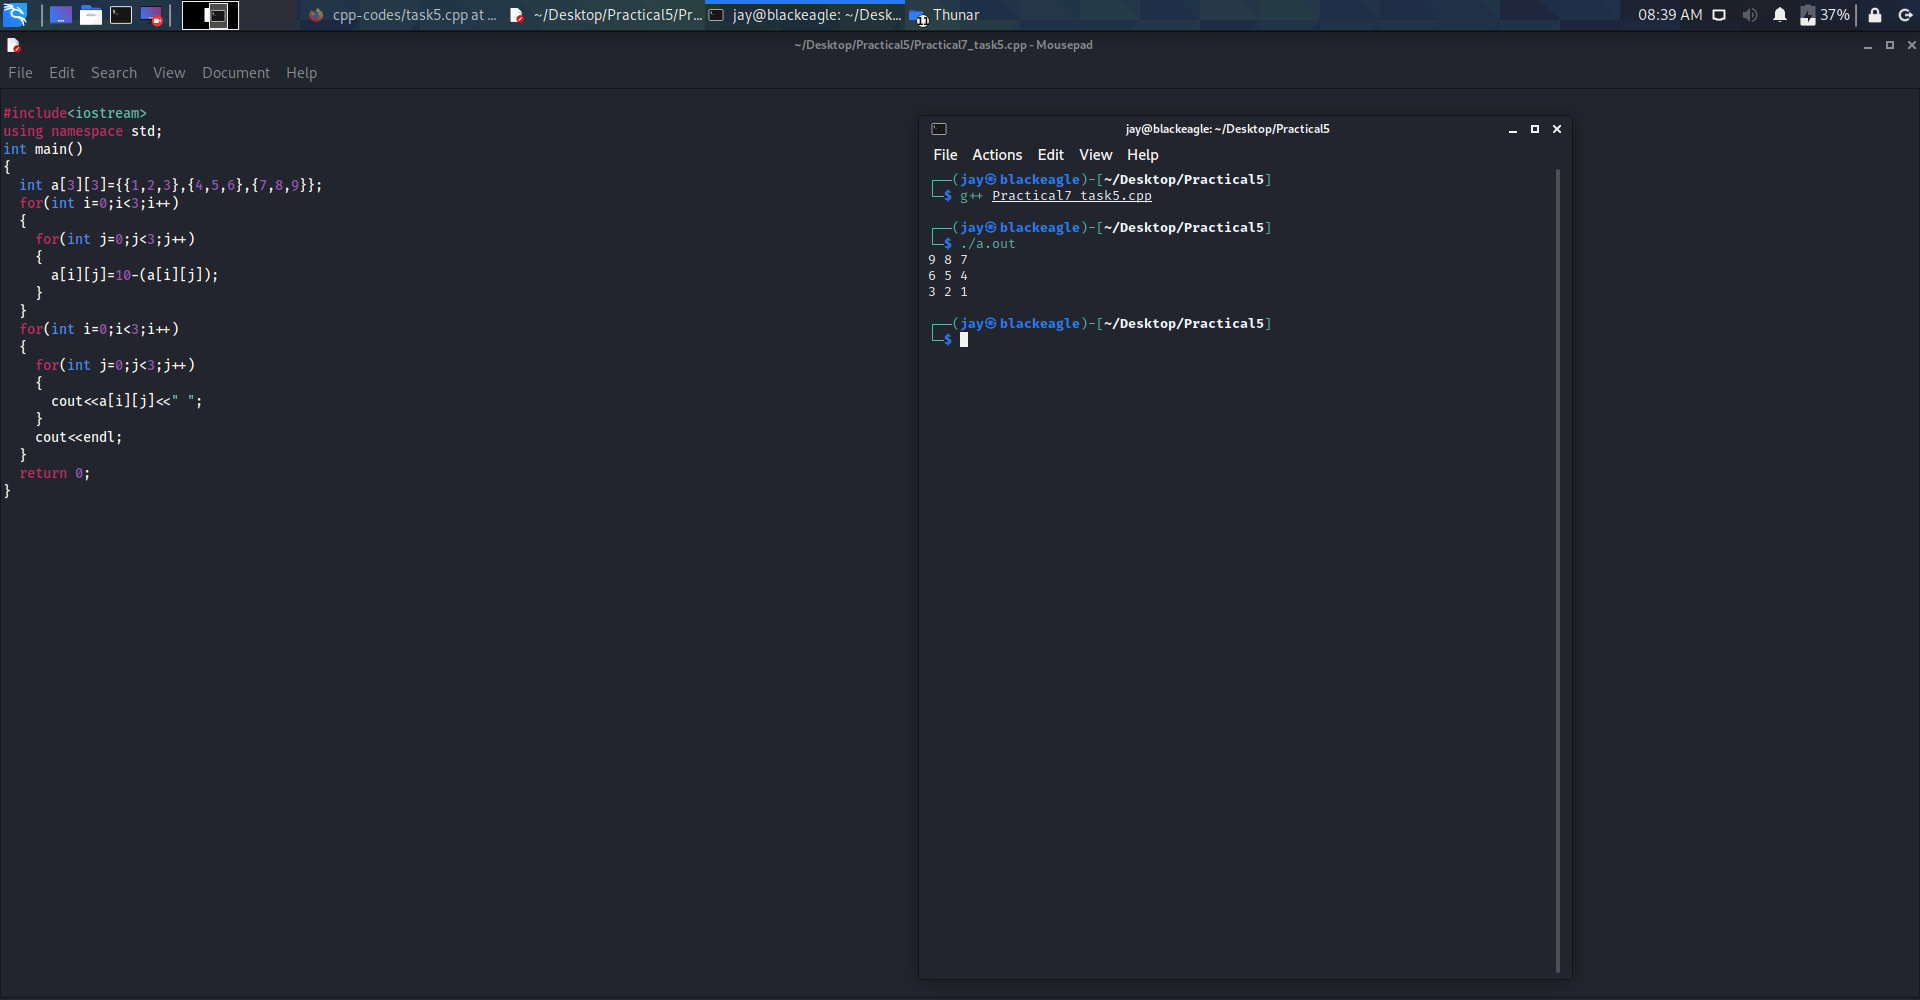 cpp-codes/task5.cpp at ...
~/Desktop/Practical5/Pr...
jay@blackeagle: ~/Desk...
Thunar
08:39 AM
37%
~/Desktop/Practical5/Practical7_task5.cpp - Mousepad
File Edit Search View Document Help
#include<iostream>
using namespace std;
int main()
{
  int a[3][3]={{1,2,3},{4,5,6},{7,8,9}};
  for(int i=0;i<3;i++)
  {
    for(int j=0;j<3;j++)
    {
      a[i][j]=10-(a[i][j]);
    }
  }
  for(int i=0;i<3;i++)
  {
    for(int j=0;j<3;j++)
    {
      cout<<a[i][j]<<" ";
    }
    cout<<endl;
  }
  return 0;
}
jay@blackeagle: ~/Desktop/Practical5
File Actions Edit View Help
┌──(jay㉿blackeagle)-[~/Desktop/Practical5]
└─$ g++ Practical7_task5.cpp
┌──(jay㉿blackeagle)-[~/Desktop/Practical5]
└─$ ./a.out
9 8 7
6 5 4
3 2 1
┌──(jay㉿blackeagle)-[~/Desktop/Practical5]
└─$